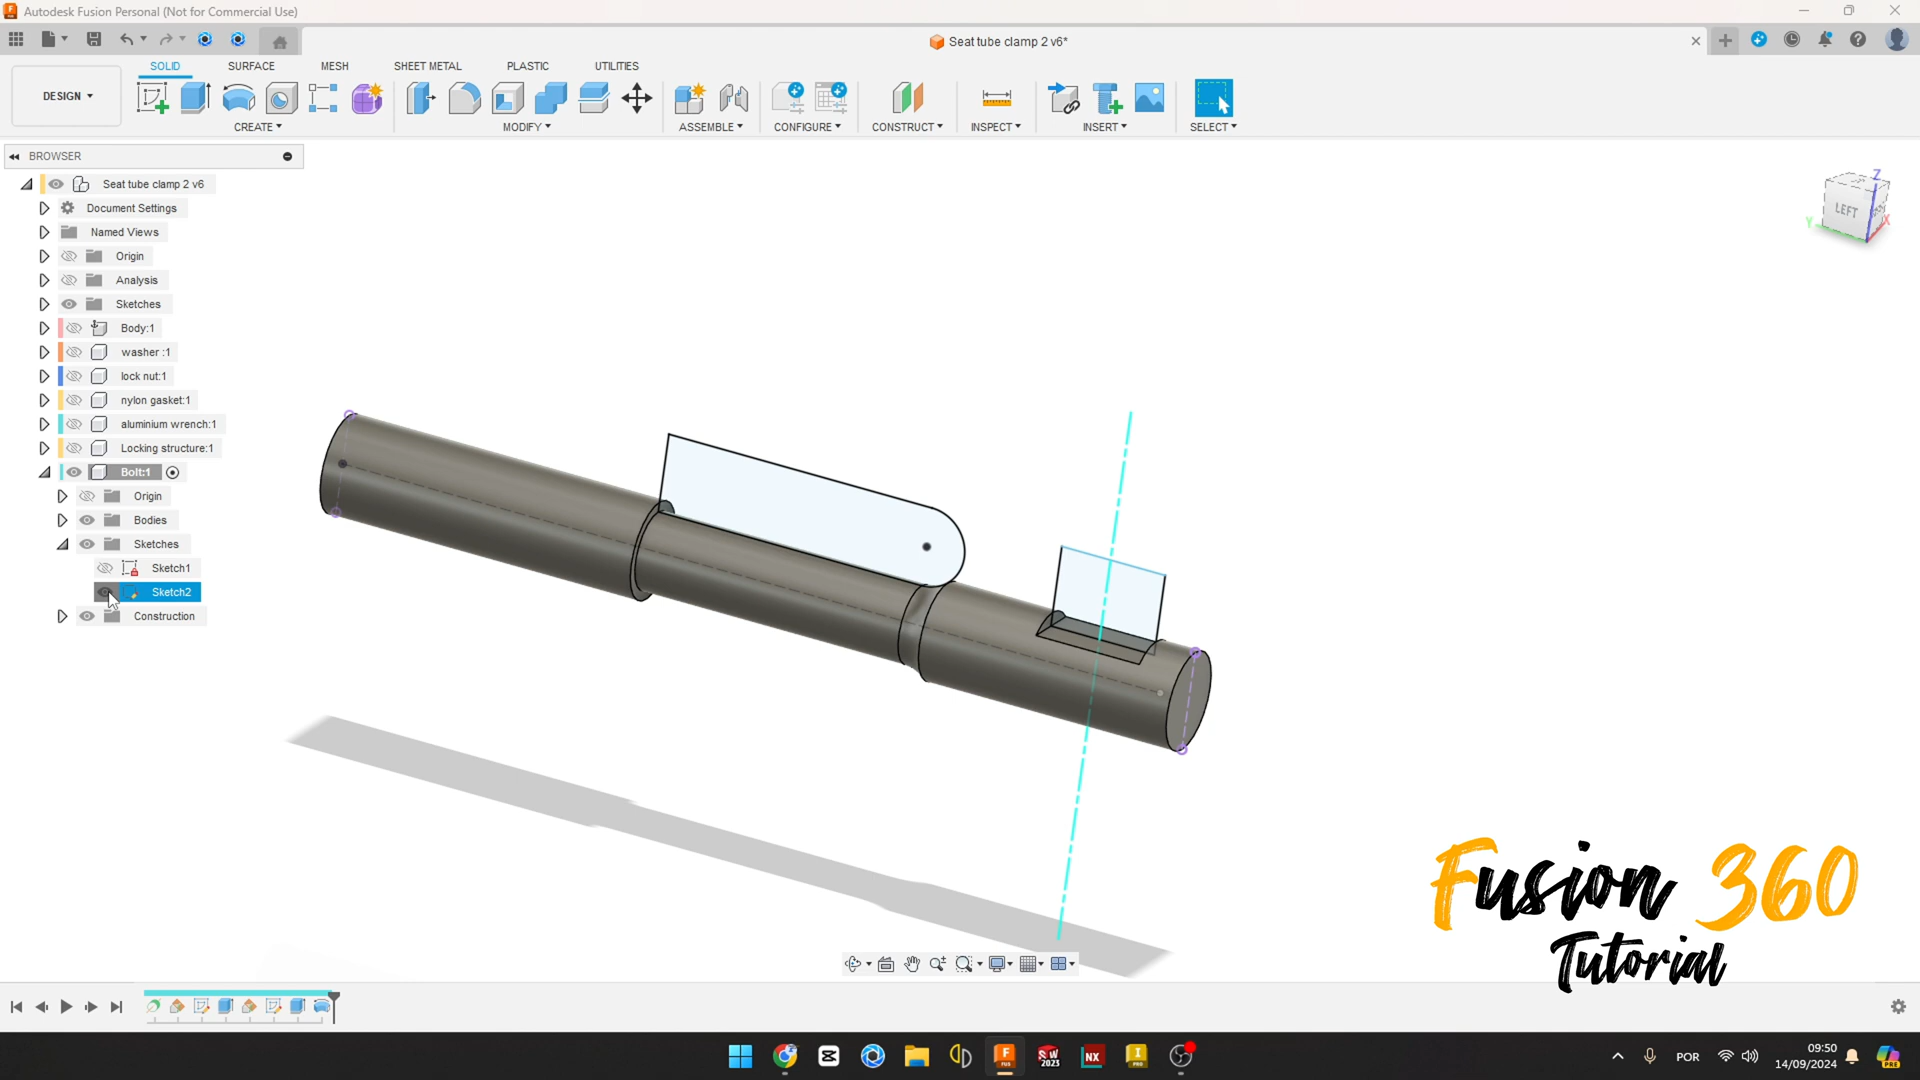 Autodesk Fusion Personal (Not for Commercial Use)
Seat tube clamp 2 v6*
SOLID
SURFACE
MESH
SHEET METAL
PLASTIC
UTILITIES
DESIGN
CREATE
MODIFY
ASSEMBLE
CONFIGURE
CONSTRUCT
INSPECT
INSERT
SELECT
BROWSER
Seat tube clamp 2 v6
Document Settings
Named Views
Origin
Analysis
Sketches
Body:1
washer :1
lock nut:1
nylon gasket:1
aluminium wrench:1
Locking structure:1
Bolt:1
Origin
Bodies
Sketches
Sketch1
Sketch2
Construction
Z
LEFT
Y
X
Fusion 360
Tutorial
POR
09:50
14/09/2024